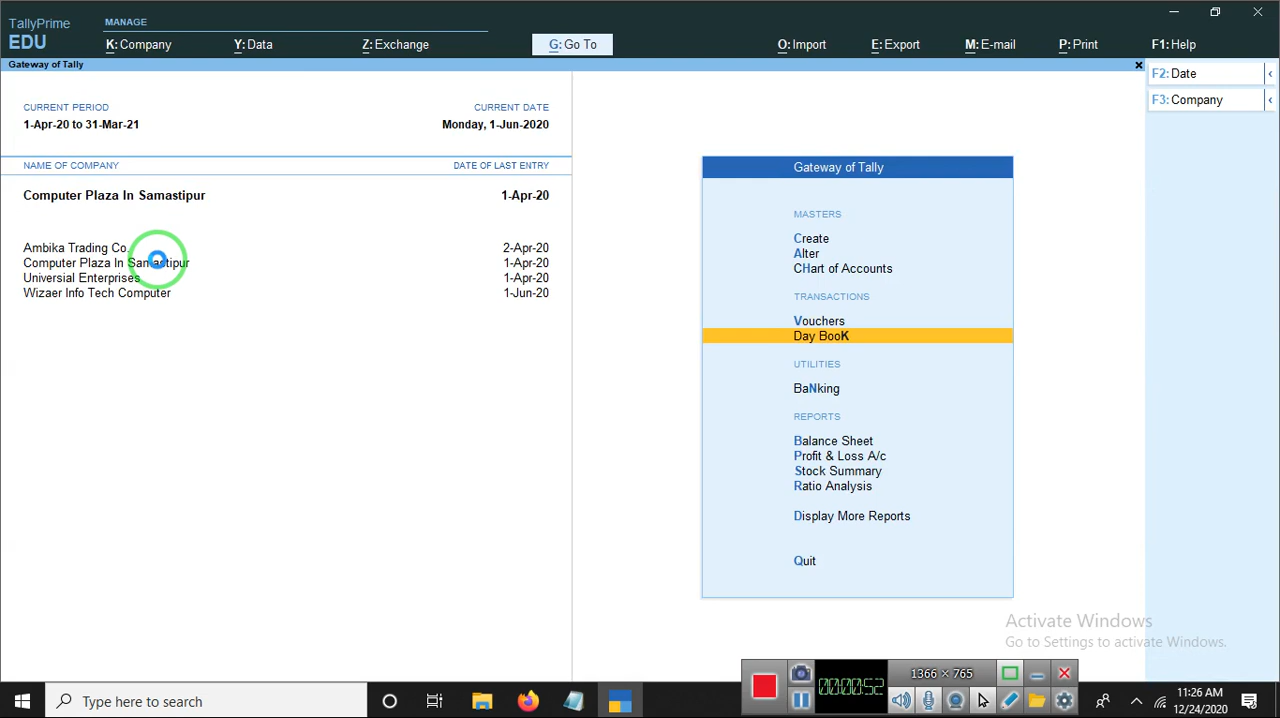 TallyPrime
EDU
MANAGE
K: Company
Y: Data
Z: Exchange
G: Go To
O: Import
E: Export
M: E-mail
P: Print
F1: Help
Gateway of Tally
F2: Date
F3: Company
CURRENT PERIOD
CURRENT DATE
1-Apr-20 to 31-Mar-21
Monday, 1-Jun-2020
NAME OF COMPANY
DATE OF LAST ENTRY
Computer Plaza In Samastipur
1-Apr-20
Ambika Trading Co.
2-Apr-20
Computer Plaza In Samastipur
1-Apr-20
Universial Enterprises
1-Apr-20
Wizaer Info Tech Computer
1-Jun-20
Gateway of Tally
MASTERS
Create
Alter
CHart of Accounts
TRANSACTIONS
Vouchers
Day BooK
UTILITIES
BaNking
REPORTS
Balance Sheet
Profit & Loss A/c
Stock Summary
Ratio Analysis
Display More Reports
Quit
Activate Windows
Go to Settings to activate Windows.
00:00:52
1366 × 765
Type here to search
11:26 AM
12/24/2020